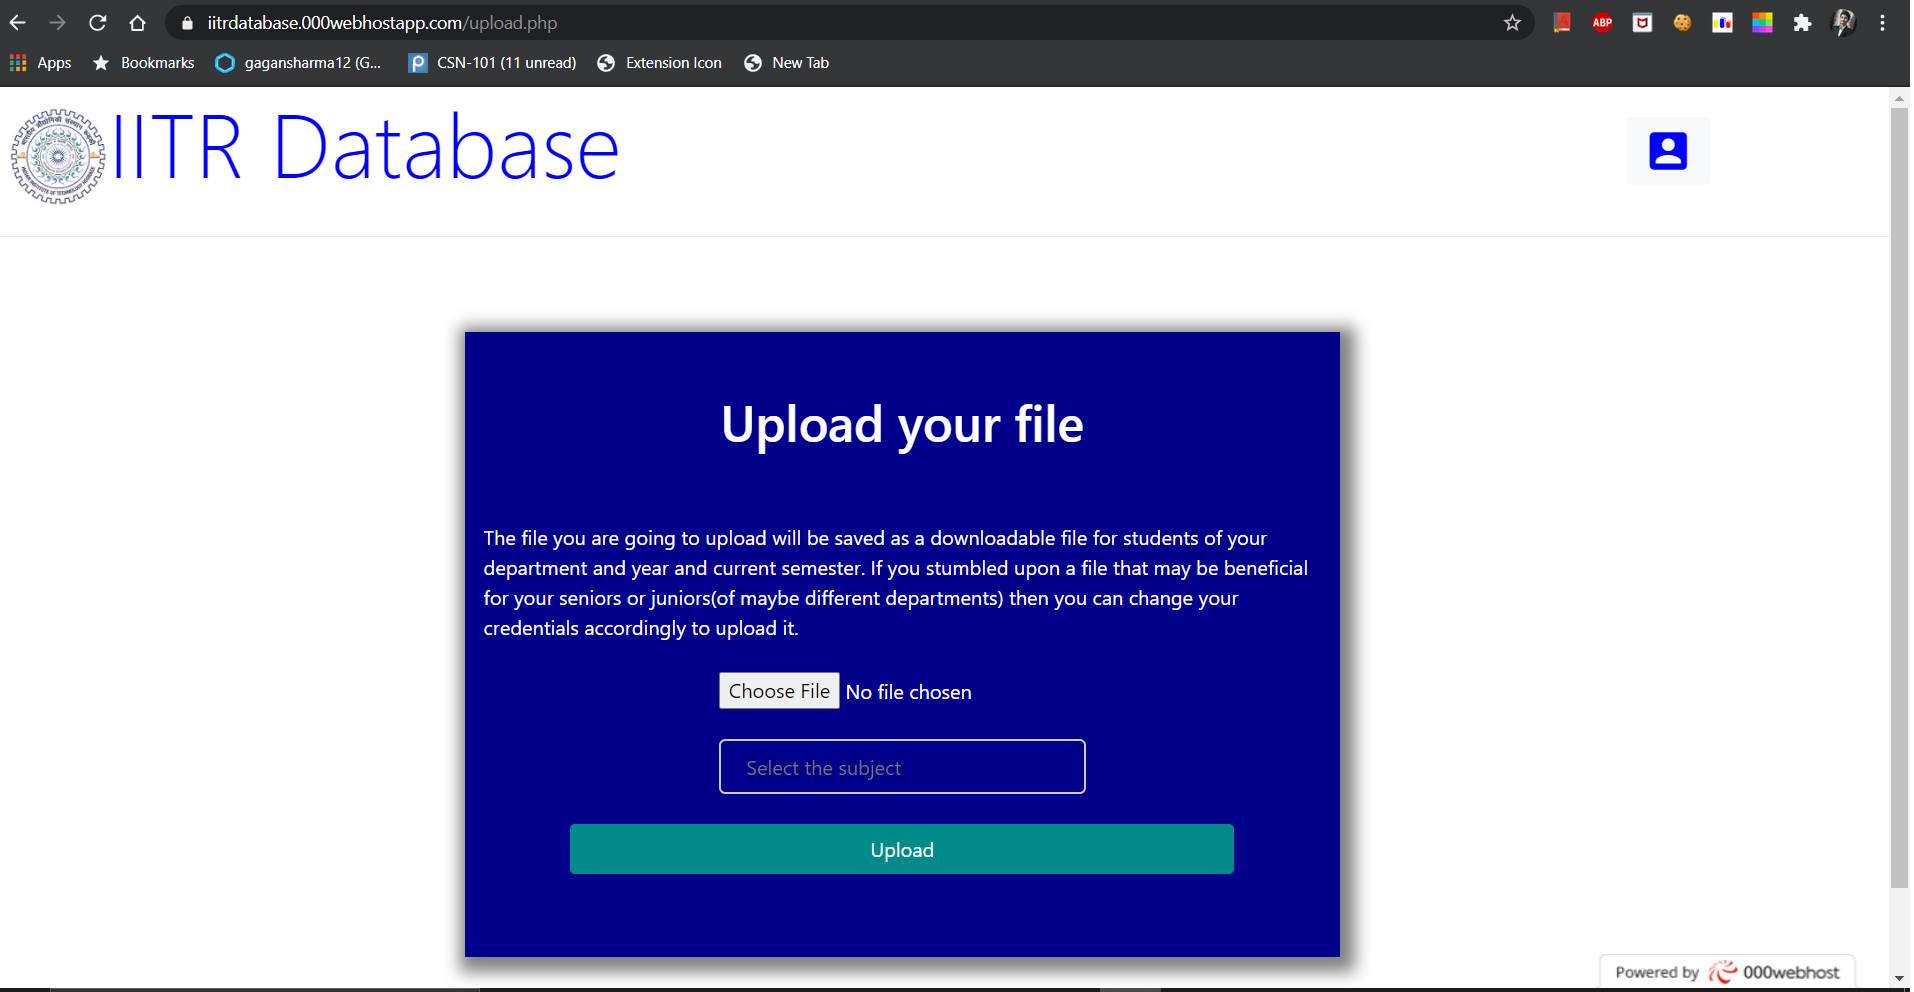 iitrdatabase.000webhostapp.com/upload.php
ABP
Apps Bookmarks gagansharma12 (G... CSN-101 (11 unread) Extension Icon New Tab
IITR Database
Upload your file
The file you are going to upload will be saved as a downloadable file for students of your
department and year and current semester. If you stumbled upon a file that may be beneficial
for your seniors or juniors(of maybe different departments) then you can change your
credentials accordingly to upload it.
Choose File No file chosen
Select the subject
Upload
Powered by 000webhost